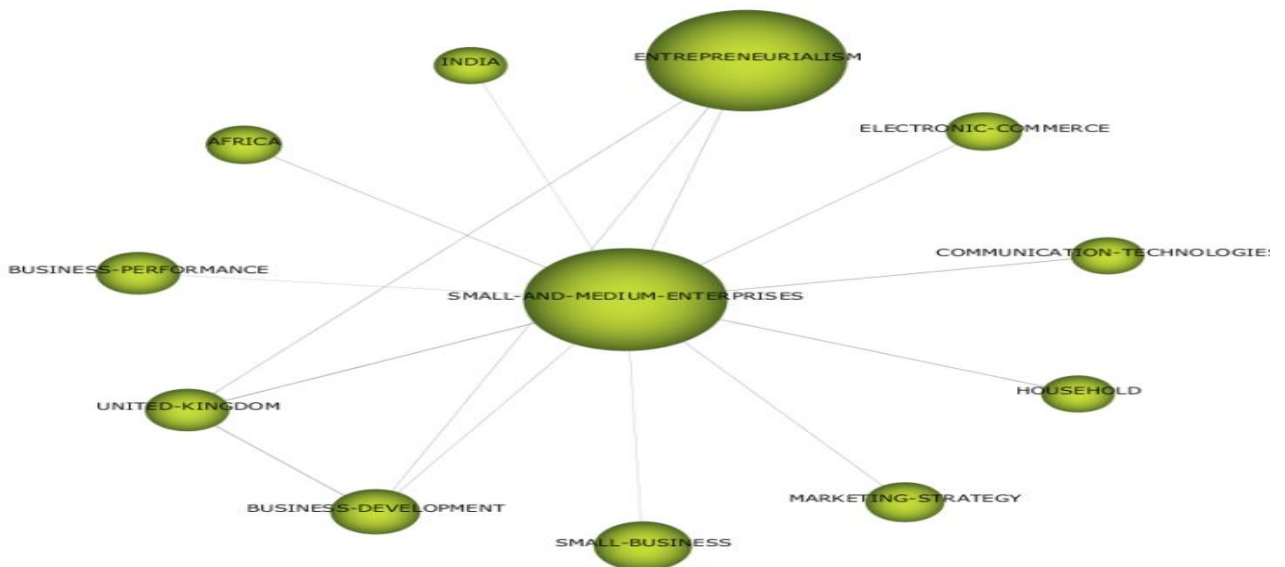 ENTREPRENEURIALISM
INDIA
ELECTRONIC-COMMERCE
AFRICA
COMMUNICATION-TECHNOLOGIES
BUSINESS-PERFORMANCE
SMALL-AND-MEDIUM-ENTERPRISES
HOUSEHOLD
UNITED-KINGDOM
MARKETING-STRATEGY
BUSINESS-DEVELOPMENT
SMALL-BUSINESS